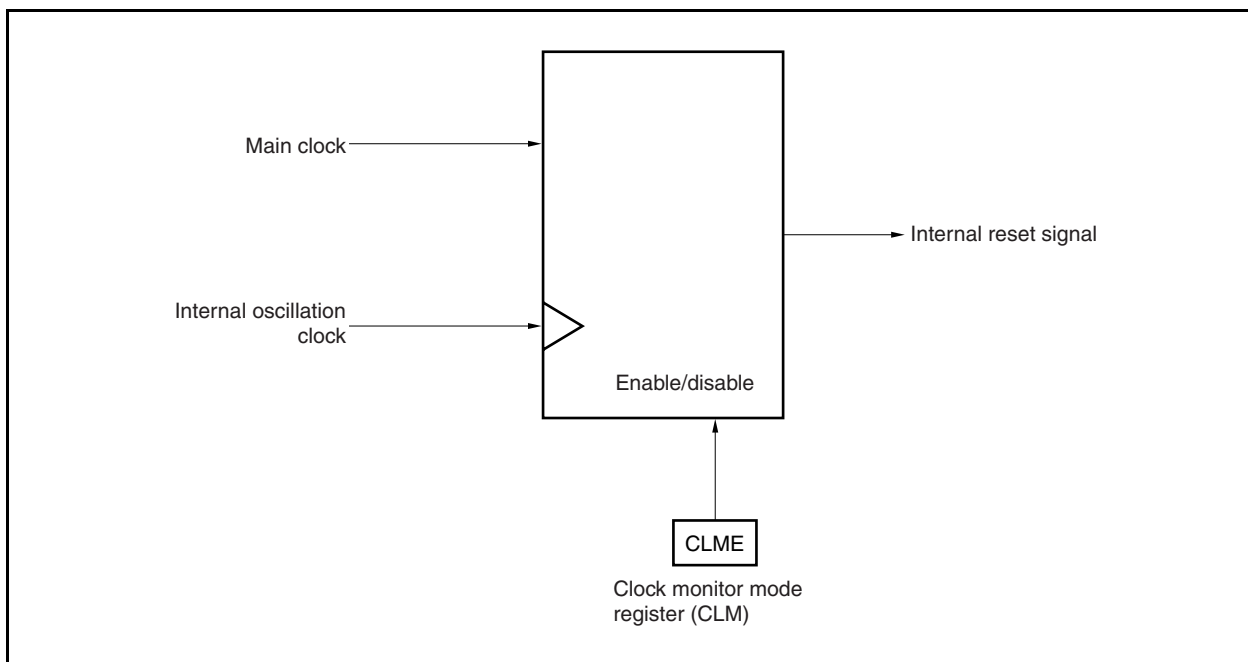 Main clock
Internal reset signal
Internal oscillation
clock
Enable/disable
CLME
Clock monitor mode
register (CLM)